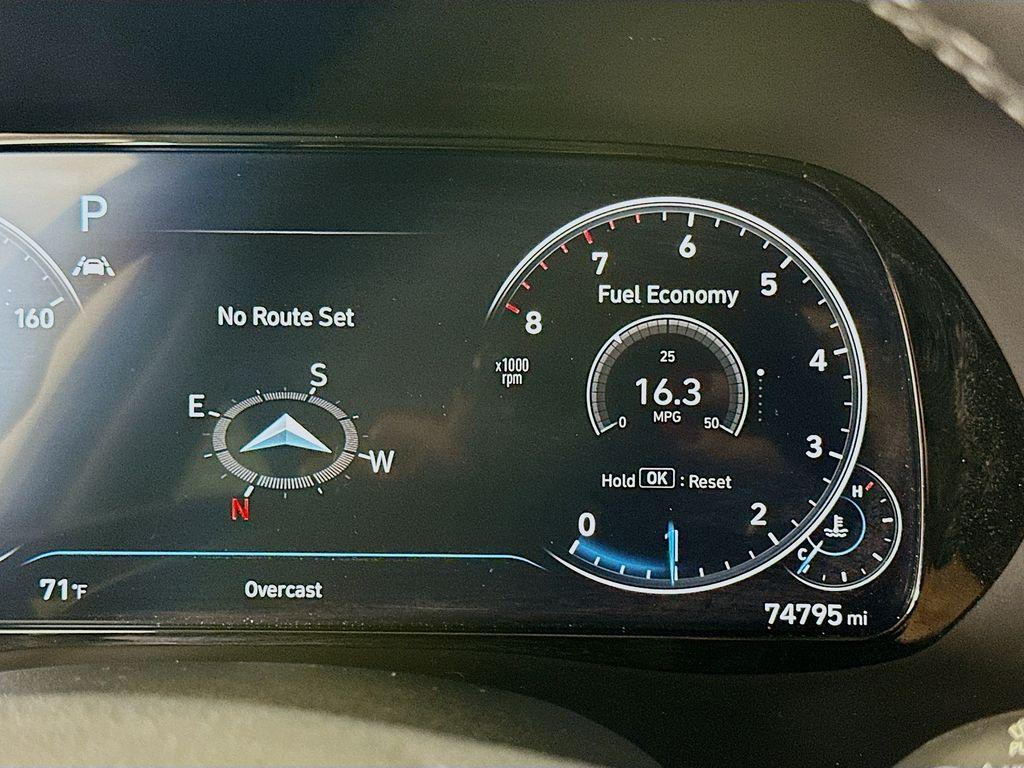 P
160
No Route Set
S
E
W
N
71°F
Overcast
8
7
6
5
4
3
2
1
0
x1000
rpm
Fuel Economy
25
16.3
MPG
0
50
Hold OK : Reset
H
C
74795 mi